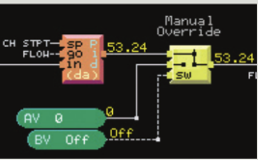 Manual
Override
CH STPT
FLOW
sp P
go i
in d
(da)
53.24
53.24
SW
FL
AV 0
0
BV Off
Off